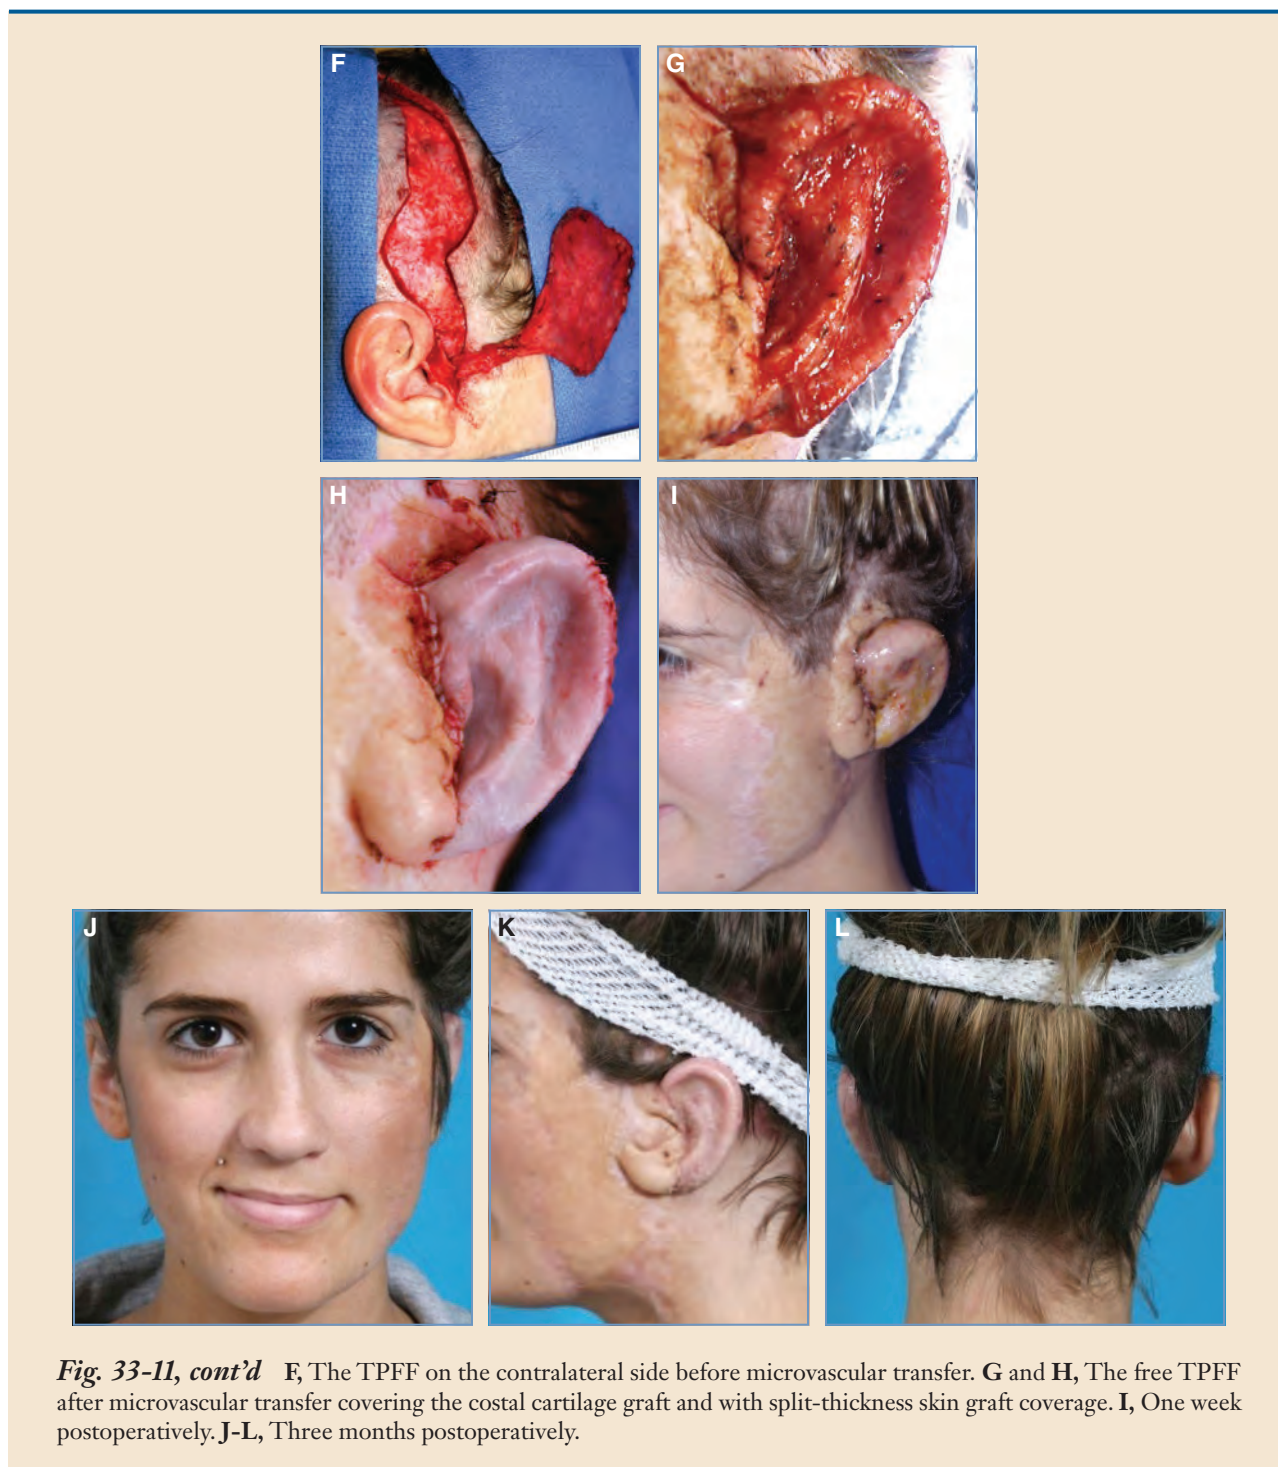 F
G
H
I
J
K
L
Fig. 33-11, cont’d F, The TPFF on the contralateral side before microvascular transfer. G and H, The free TPFF
after microvascular transfer covering the costal cartilage graft and with split-thickness skin graft coverage. I, One week
postoperatively. J-L, Three months postoperatively.